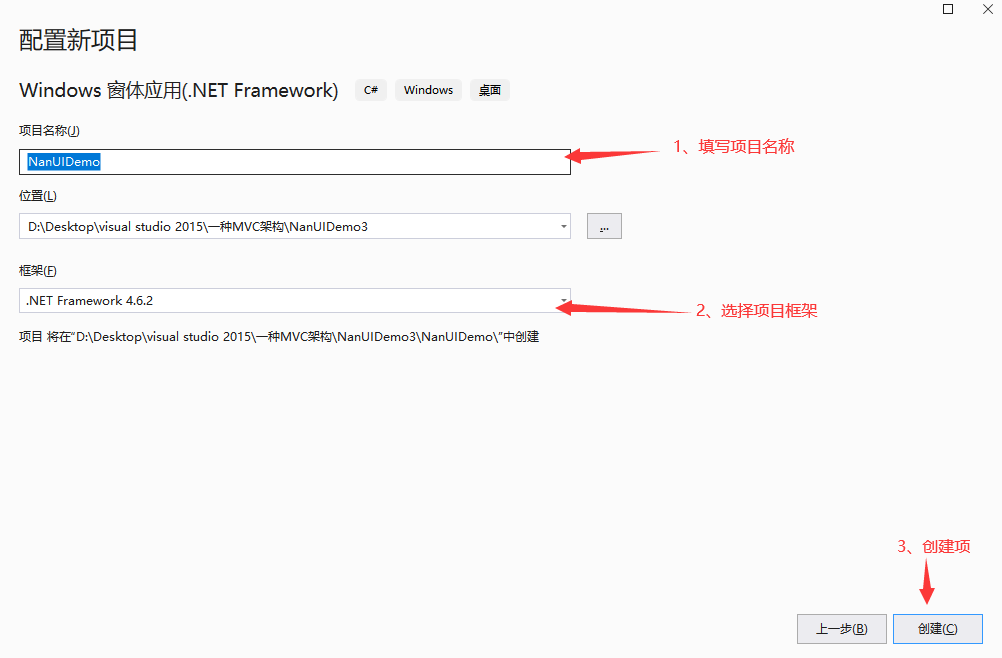 配置新项目
Windows 窗体应用(.NET Framework) C# Windows 桌面
项目名称(J)
NanUIDemo
1、填写项目名称
位置(L)
D:\Desktop\visual studio 2015\一种MVC架构\NanUIDemo3
...
框架(F)
.NET Framework 4.6.2
2、选择项目框架
项目 将在“D:\Desktop\visual studio 2015\一种MVC架构\NanUIDemo3\NanUIDemo\”中创建
3、创建项
上一步(B) 创建(C)